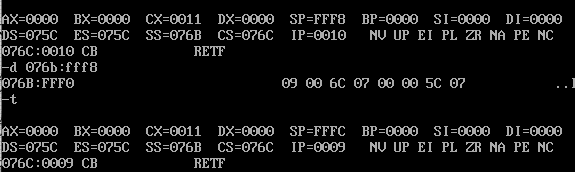 AX=0000  BX=0000  CX=0011  DX=0000  SP=FFF8  BP=0000  SI=0000  DI=0000
DS=075C  ES=075C  SS=076B  CS=076C  IP=0010   NV UP EI PL ZR NA PE NC
076C:0010 CB            RETF
-d 076b:fff8
076B:FFF0                          09 00 6C 07 00 00 5C 07          ..
-t
AX=0000  BX=0000  CX=0011  DX=0000  SP=FFFC  BP=0000  SI=0000  DI=0000
DS=075C  ES=075C  SS=076B  CS=076C  IP=0009   NV UP EI PL ZR NA PE NC
076C:0009 CB            RETF